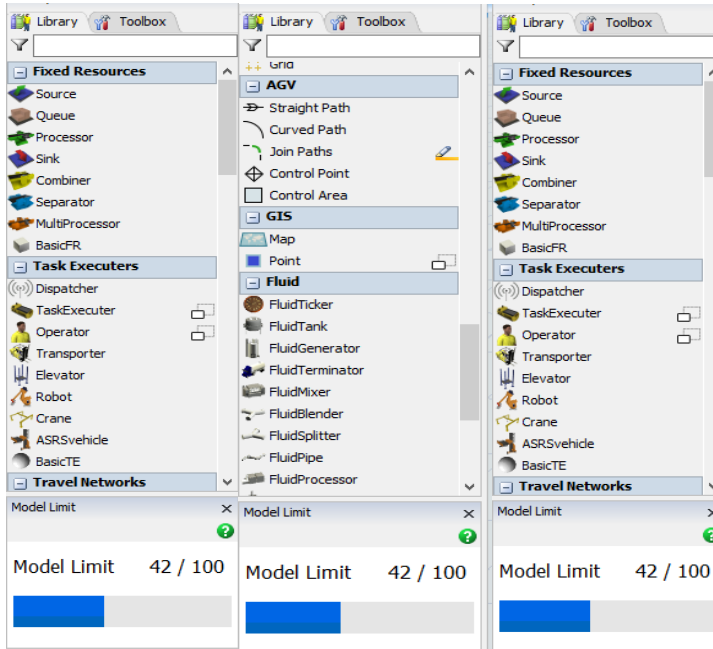 Library Toolbox
Fixed Resources
Source
Queue
Processor
Sink
Combiner
Separator
MultiProcessor
BasicFR
Task Executers
Dispatcher
TaskExecuter
Operator
Transporter
Elevator
Robot
Crane
ASRSvehicle
BasicTE
Travel Networks
Model Limit
Model Limit 42 / 100
Library Toolbox
Grid
AGV
Straight Path
Curved Path
Join Paths
Control Point
Control Area
GIS
Map
Point
Fluid
FluidTicker
FluidTank
FluidGenerator
FluidTerminator
FluidMixer
FluidBlender
FluidSplitter
FluidPipe
FluidProcessor
Model Limit
Model Limit 42 / 100
Library Toolbox
Fixed Resources
Source
Queue
Processor
Sink
Combiner
Separator
MultiProcessor
BasicFR
Task Executers
Dispatcher
TaskExecuter
Operator
Transporter
Elevator
Robot
Crane
ASRSvehicle
BasicTE
Travel Networks
Model Limit
Model Limit 42 / 100